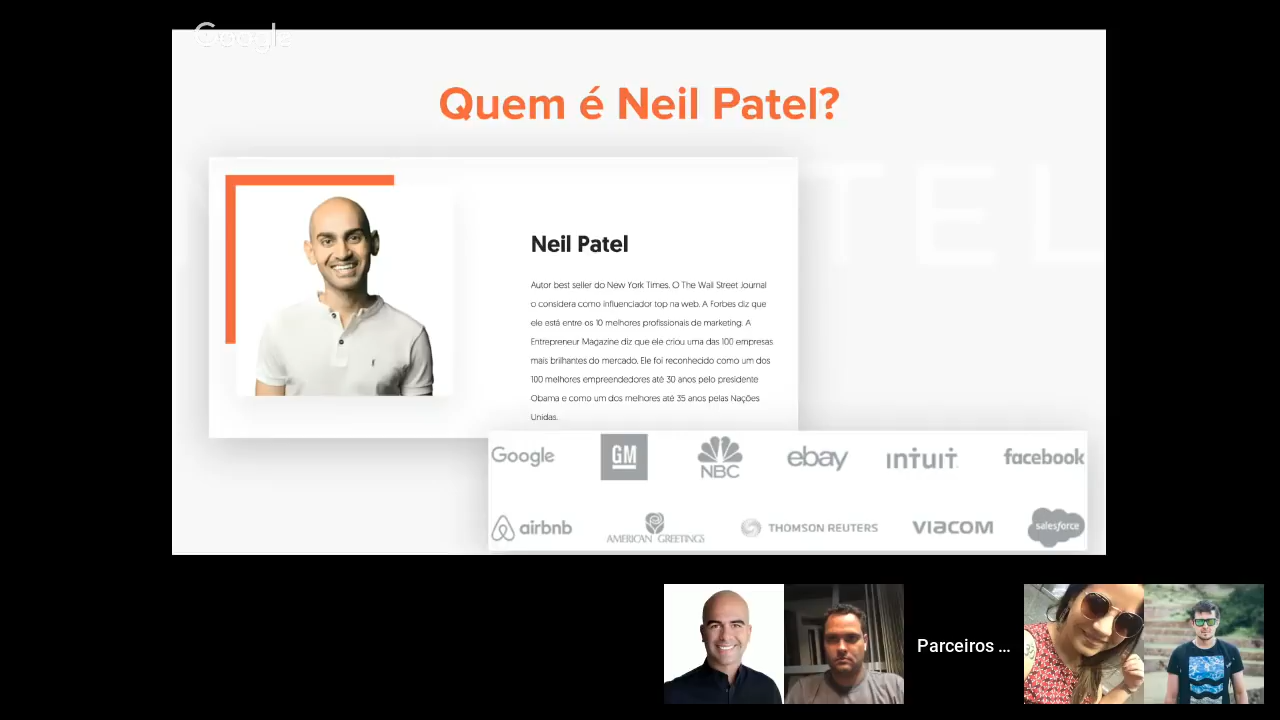 Google
Quem é Neil Patel?
TEL
Neil Patel
Autor best seller do New York Times. O The Wall Street Journal
o considera como influenciador top na web. A Forbes diz que
ele está entre os 10 melhores profissionais de marketing. A
Entrepreneur Magazine diz que ele criou uma das 100 empresas
mais brilhantes do mercado. Ele foi reconhecido como um dos
100 melhores empreendedores até 30 anos pelo presidente
Obama e como um dos melhores até 35 anos pelas Nações
Unidas.
Google GM NBC ebay intuit facebook
airbnb AMERICAN GREETINGS THOMSON REUTERS VIACOM salesforce
Parceiros ...